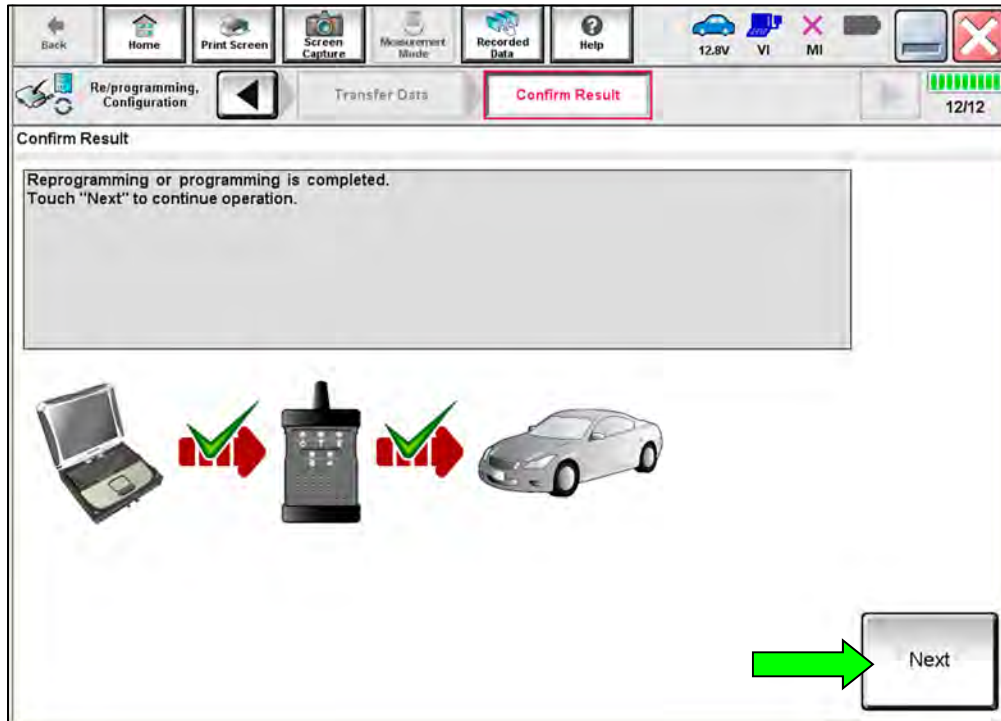 Back
Home
Print Screen
Screen
Capture
Measurement
Mode
Recorded
Data
Help
12.8V
VI
MI
Re/programming,
Configuration
Transfer Data
Confirm Result
12/12
Confirm Result
Reprogramming or programming is completed.
Touch "Next" to continue operation.
Next